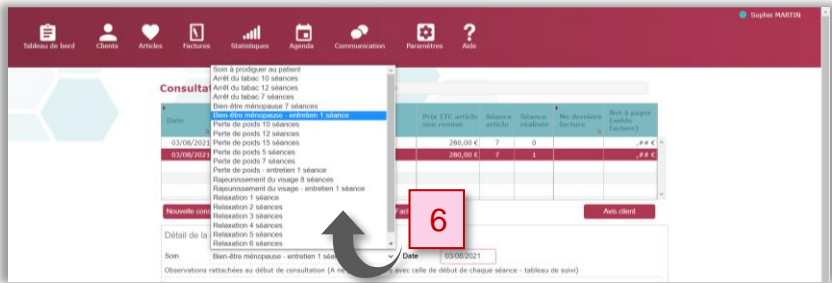 Sophie MARTIN
Tableau de bord
Clients
Articles
Factures
Statistiques
Agenda
Communication
Paramètres
Aide
Consultat
Soin à prodiguer au patient
Arrêt du tabac 10 séances
Arrêt du tabac 12 séances
Arrêt du tabac 7 séances
Bien-être ménopause 7 séances
Bien-être ménopause - entretien 1 séance
Perte de poids 10 séances
Perte de poids 12 séances
Perte de poids 15 séances
Perte de poids 5 séances
Perte de poids 7 séances
Perte de poids - entretien 1 séance
Rajeunissement du visage 8 séances
Rajeunissement du visage - entretien 1 séance
Relaxation 1 séance
Relaxation 2 séances
Relaxation 3 séances
Relaxation 4 séances
Relaxation 5 séances
Relaxation 6 séances
Date
Prix TTC article non remisé
Séance article
Séance réalisée
No dernière facture
Net à payer (solde facture)
03/08/2021 280,00 € 7 0 ,## €
03/08/2021 280,00 € 7 1 ,## €
Nouvelle cons
Fact
Avis client
6
Détail de la
Soin Bien-être ménopause - entretien 1 séa Date 03/08/2021
Observations rattachées au début de consultation (A ne avec celle de début de chaque séance - tableau de suivi)